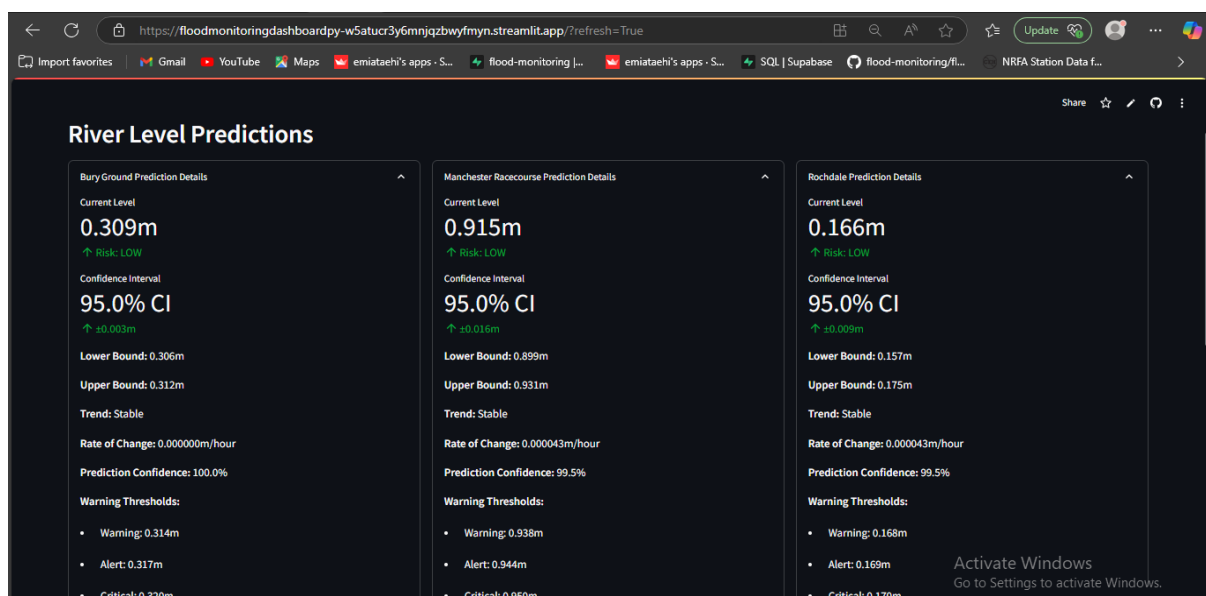 https://floodmonitoringdashboardpy-w5atucr3y6mnjqzbwyfmyn.streamlit.app/?refresh=True
Update
Import favorites
Gmail
YouTube
Maps
emiataehi's apps · S...
flood-monitoring |...
emiataehi's apps · S...
SQL | Supabase
flood-monitoring/fl...
NRFA Station Data f...
Share
River Level Predictions
Bury Ground Prediction Details
Current Level
0.309m
↑ Risk: LOW
Confidence Interval
95.0% CI
↑ ±0.003m
Lower Bound: 0.306m
Upper Bound: 0.312m
Trend: Stable
Rate of Change: 0.000000m/hour
Prediction Confidence: 100.0%
Warning Thresholds:
• Warning: 0.314m
• Alert: 0.317m
• Critical: 0.320m
Manchester Racecourse Prediction Details
Current Level
0.915m
↑ Risk: LOW
Confidence Interval
95.0% CI
↑ ±0.016m
Lower Bound: 0.899m
Upper Bound: 0.931m
Trend: Stable
Rate of Change: 0.000043m/hour
Prediction Confidence: 99.5%
Warning Thresholds:
• Warning: 0.938m
• Alert: 0.944m
• Critical: 0.950m
Rochdale Prediction Details
Current Level
0.166m
↑ Risk: LOW
Confidence Interval
95.0% CI
↑ ±0.009m
Lower Bound: 0.157m
Upper Bound: 0.175m
Trend: Stable
Rate of Change: 0.000043m/hour
Prediction Confidence: 99.5%
Warning Thresholds:
• Warning: 0.168m
• Alert: 0.169m
• Critical: 0.170m
Activate Windows
Go to Settings to activate Windows.